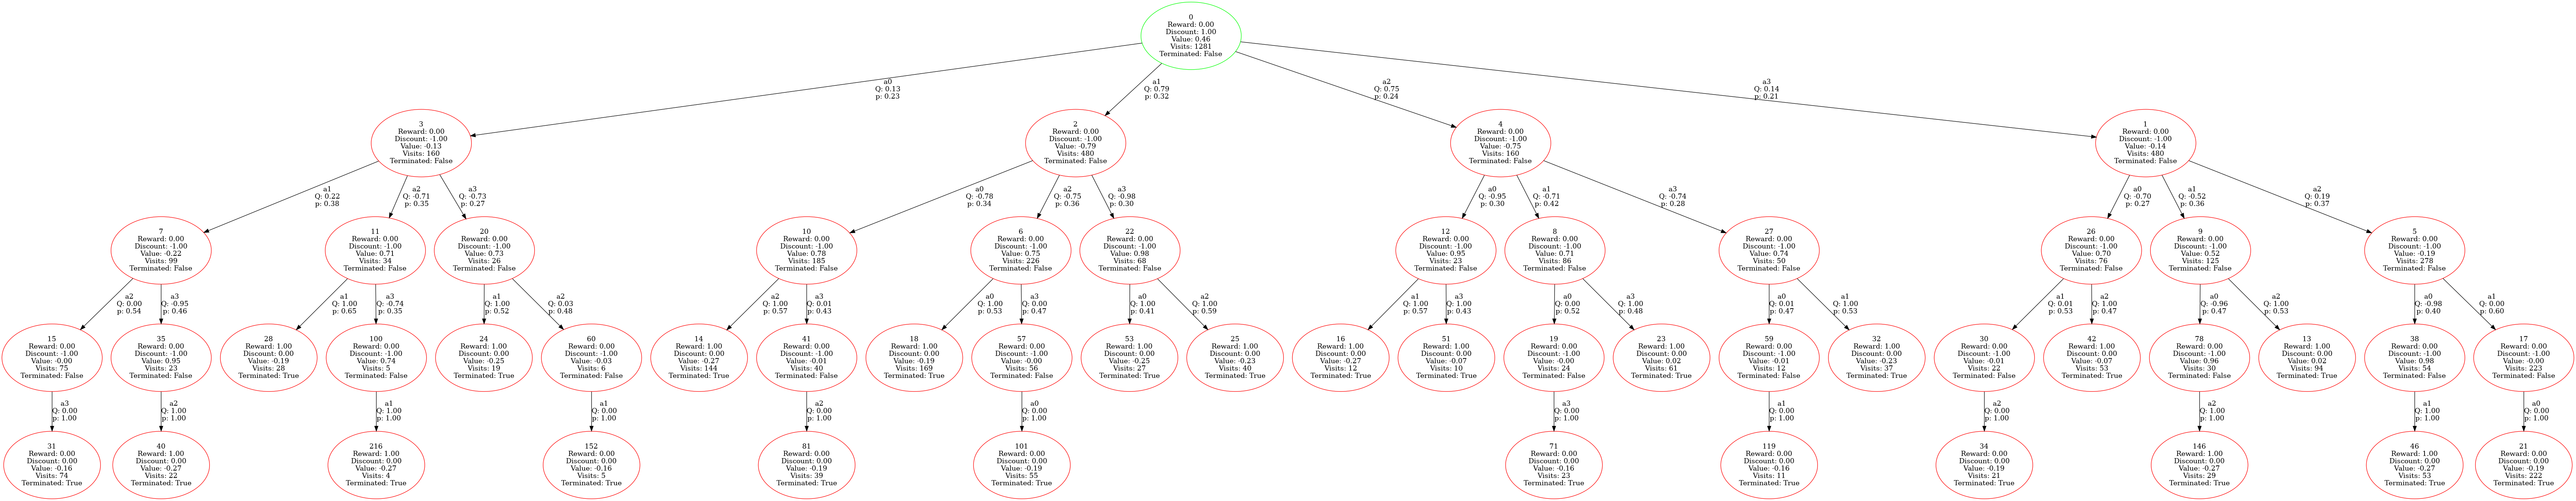 0
Reward: 0.00
Discount: 1.00
Value: 0.46
Visits: 1281
Terminated: False
a0
Q: 0.13
p: 0.23
a1
Q: 0.79
p: 0.32
a2
Q: 0.75
p: 0.24
a3
Q: 0.14
p: 0.21
3
Reward: 0.00
Discount: -1.00
Value: -0.13
Visits: 160
Terminated: False
2
Reward: 0.00
Discount: -1.00
Value: -0.79
Visits: 480
Terminated: False
4
Reward: 0.00
Discount: -1.00
Value: -0.75
Visits: 160
Terminated: False
1
Reward: 0.00
Discount: -1.00
Value: -0.14
Visits: 480
Terminated: False
a1
Q: 0.22
p: 0.38
a2
Q: -0.71
p: 0.35
a3
Q: -0.73
p: 0.27
a0
Q: -0.78
p: 0.34
a2
Q: -0.75
p: 0.36
a3
Q: -0.98
p: 0.30
a0
Q: -0.95
p: 0.30
a1
Q: -0.71
p: 0.42
a3
Q: -0.74
p: 0.28
a0
Q: -0.70
p: 0.27
a1
Q: -0.52
p: 0.36
a2
Q: 0.19
p: 0.37
7
Reward: 0.00
Discount: -1.00
Value: -0.22
Visits: 99
Terminated: False
11
Reward: 0.00
Discount: -1.00
Value: 0.71
Visits: 34
Terminated: False
20
Reward: 0.00
Discount: -1.00
Value: 0.73
Visits: 26
Terminated: False
10
Reward: 0.00
Discount: -1.00
Value: 0.78
Visits: 185
Terminated: False
6
Reward: 0.00
Discount: -1.00
Value: 0.75
Visits: 226
Terminated: False
22
Reward: 0.00
Discount: -1.00
Value: 0.98
Visits: 68
Terminated: False
12
Reward: 0.00
Discount: -1.00
Value: 0.95
Visits: 23
Terminated: False
8
Reward: 0.00
Discount: -1.00
Value: 0.71
Visits: 86
Terminated: False
27
Reward: 0.00
Discount: -1.00
Value: 0.74
Visits: 50
Terminated: False
26
Reward: 0.00
Discount: -1.00
Value: 0.70
Visits: 76
Terminated: False
9
Reward: 0.00
Discount: -1.00
Value: 0.52
Visits: 125
Terminated: False
5
Reward: 0.00
Discount: -1.00
Value: -0.19
Visits: 278
Terminated: False
a2
Q: 0.00
p: 0.54
a3
Q: -0.95
p: 0.46
a1
Q: 1.00
p: 0.65
a3
Q: -0.74
p: 0.35
a1
Q: 1.00
p: 0.52
a2
Q: 0.03
p: 0.48
a2
Q: 1.00
p: 0.57
a3
Q: 0.01
p: 0.43
a0
Q: 1.00
p: 0.53
a3
Q: 0.00
p: 0.47
a0
Q: 1.00
p: 0.41
a2
Q: 1.00
p: 0.59
a1
Q: 1.00
p: 0.57
a3
Q: 1.00
p: 0.43
a0
Q: 0.00
p: 0.52
a3
Q: 1.00
p: 0.48
a0
Q: 0.01
p: 0.47
a1
Q: 1.00
p: 0.53
a1
Q: 0.01
p: 0.53
a2
Q: 1.00
p: 0.47
a0
Q: -0.96
p: 0.47
a2
Q: 1.00
p: 0.53
a0
Q: -0.98
p: 0.40
a1
Q: 0.00
p: 0.60
15
Reward: 0.00
Discount: -1.00
Value: -0.00
Visits: 75
Terminated: False
35
Reward: 0.00
Discount: -1.00
Value: 0.95
Visits: 23
Terminated: False
28
Reward: 1.00
Discount: 0.00
Value: -0.19
Visits: 28
Terminated: True
100
Reward: 0.00
Discount: -1.00
Value: 0.74
Visits: 5
Terminated: False
24
Reward: 1.00
Discount: 0.00
Value: -0.25
Visits: 19
Terminated: True
60
Reward: 0.00
Discount: -1.00
Value: -0.03
Visits: 6
Terminated: False
14
Reward: 1.00
Discount: 0.00
Value: -0.27
Visits: 144
Terminated: True
41
Reward: 0.00
Discount: -1.00
Value: -0.01
Visits: 40
Terminated: False
18
Reward: 1.00
Discount: 0.00
Value: -0.19
Visits: 169
Terminated: True
57
Reward: 0.00
Discount: -1.00
Value: -0.00
Visits: 56
Terminated: False
53
Reward: 1.00
Discount: 0.00
Value: -0.25
Visits: 27
Terminated: True
25
Reward: 1.00
Discount: 0.00
Value: -0.23
Visits: 40
Terminated: True
16
Reward: 1.00
Discount: 0.00
Value: -0.27
Visits: 12
Terminated: True
51
Reward: 1.00
Discount: 0.00
Value: -0.07
Visits: 10
Terminated: True
19
Reward: 0.00
Discount: -1.00
Value: -0.00
Visits: 24
Terminated: False
23
Reward: 1.00
Discount: 0.00
Value: 0.02
Visits: 61
Terminated: True
59
Reward: 0.00
Discount: -1.00
Value: -0.01
Visits: 12
Terminated: False
32
Reward: 1.00
Discount: 0.00
Value: -0.23
Visits: 37
Terminated: True
30
Reward: 0.00
Discount: -1.00
Value: -0.01
Visits: 22
Terminated: False
42
Reward: 1.00
Discount: 0.00
Value: -0.07
Visits: 53
Terminated: True
78
Reward: 0.00
Discount: -1.00
Value: 0.96
Visits: 30
Terminated: False
13
Reward: 1.00
Discount: 0.00
Value: 0.02
Visits: 94
Terminated: True
38
Reward: 0.00
Discount: -1.00
Value: 0.98
Visits: 54
Terminated: False
17
Reward: 0.00
Discount: -1.00
Value: -0.00
Visits: 223
Terminated: False
a3
Q: 0.00
p: 1.00
a2
Q: 1.00
p: 1.00
a1
Q: 1.00
p: 1.00
a1
Q: 0.00
p: 1.00
a2
Q: 0.00
p: 1.00
a0
Q: 0.00
p: 1.00
a3
Q: 0.00
p: 1.00
a1
Q: 0.00
p: 1.00
a2
Q: 0.00
p: 1.00
a2
Q: 1.00
p: 1.00
a1
Q: 1.00
p: 1.00
a0
Q: 0.00
p: 1.00
31
Reward: 0.00
Discount: 0.00
Value: -0.16
Visits: 74
Terminated: True
40
Reward: 1.00
Discount: 0.00
Value: -0.27
Visits: 22
Terminated: True
216
Reward: 1.00
Discount: 0.00
Value: -0.27
Visits: 4
Terminated: True
152
Reward: 0.00
Discount: 0.00
Value: -0.16
Visits: 5
Terminated: True
81
Reward: 0.00
Discount: 0.00
Value: -0.19
Visits: 39
Terminated: True
101
Reward: 0.00
Discount: 0.00
Value: -0.19
Visits: 55
Terminated: True
71
Reward: 0.00
Discount: 0.00
Value: -0.16
Visits: 23
Terminated: True
119
Reward: 0.00
Discount: 0.00
Value: -0.16
Visits: 11
Terminated: True
34
Reward: 0.00
Discount: 0.00
Value: -0.19
Visits: 21
Terminated: True
146
Reward: 1.00
Discount: 0.00
Value: -0.27
Visits: 29
Terminated: True
46
Reward: 1.00
Discount: 0.00
Value: -0.27
Visits: 53
Terminated: True
21
Reward: 0.00
Discount: 0.00
Value: -0.19
Visits: 222
Terminated: True